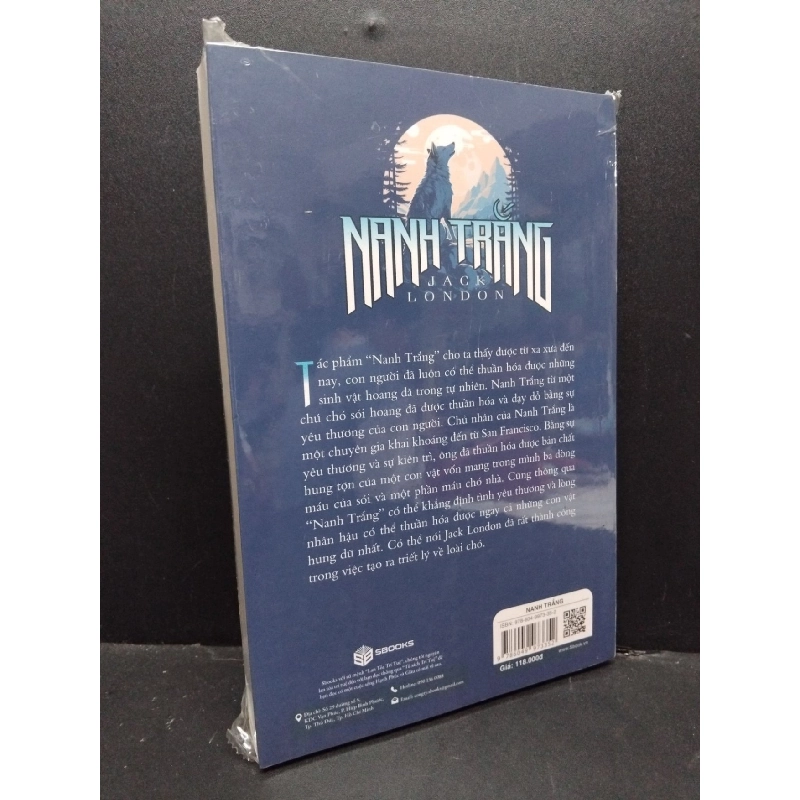 NANH TRẮNG
JACK
LONDON
Tác phẩm “Nanh Trắng” cho ta thấy được từ xa xưa đến
nay, con người đã luôn có thể thuần hóa được những
sinh vật hoang dã trong tự nhiên. Nanh Trắng từ một
chú chó sói hoang đã được thuần hóa và dạy dỗ bằng sự
yêu thương của con người. Chủ nhân của Nanh Trắng là
một chuyên gia khai khoáng đến từ San Francisco. Bằng sự
yêu thương và sự kiên trì, ông đã thuần hóa được bản chất
hung tợn của một con vật vốn mang trong mình ba dòng
máu của sói và một phần máu chó nhà. Cũng thông qua
“Nanh Trắng” có thể khẳng định tình yêu thương và lòng
nhân hậu có thể thuần hóa được ngay cả những con vật
hung dữ nhất. Có thể nói Jack London đã rất thành công
trong việc tạo ra triết lý về loài chó.
NANH TRẮNG
Giá: 118.900đ
SBOOKS